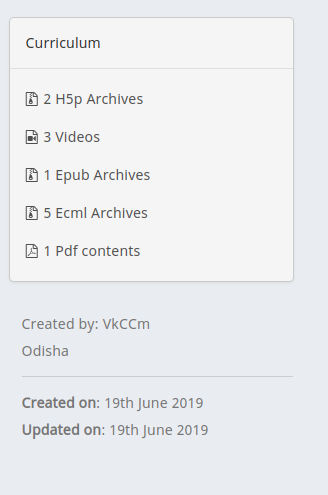 Curriculum
2 H5p Archives
3 Videos
1 Epub Archives
5 Ecml Archives
1 Pdf contents
Created by: VkCCm
Odisha
Created on: 19th June 2019
Updated on: 19th June 2019